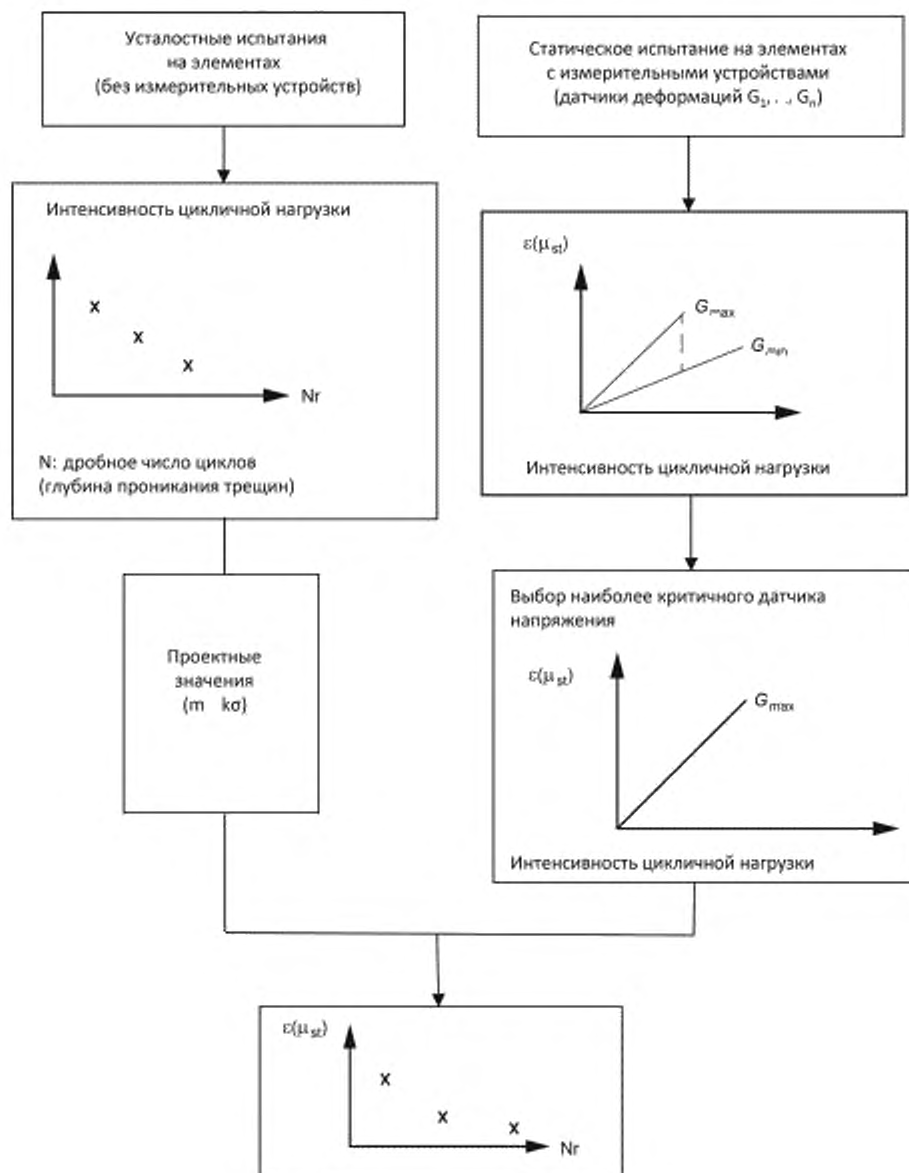 Усталостные испытания
на элементах
(без измерительных устройств)
Статическое испытание на элементах
с измерительными устройствами
(датчики деформаций G₁, . ., Gₙ)
Интенсивность цикличной нагрузки
x
x
x
Nr
N: дробное число циклов
(глубина проникания трещин)
ε(μst)
Gmax
Gmin
Интенсивность цикличной нагрузки
Проектные
значения
(m kσ)
Выбор наиболее критичного датчика
напряжения
ε(μst)
Gmax
Интенсивность цикличной нагрузки
ε(μst)
x
x
x
Nr